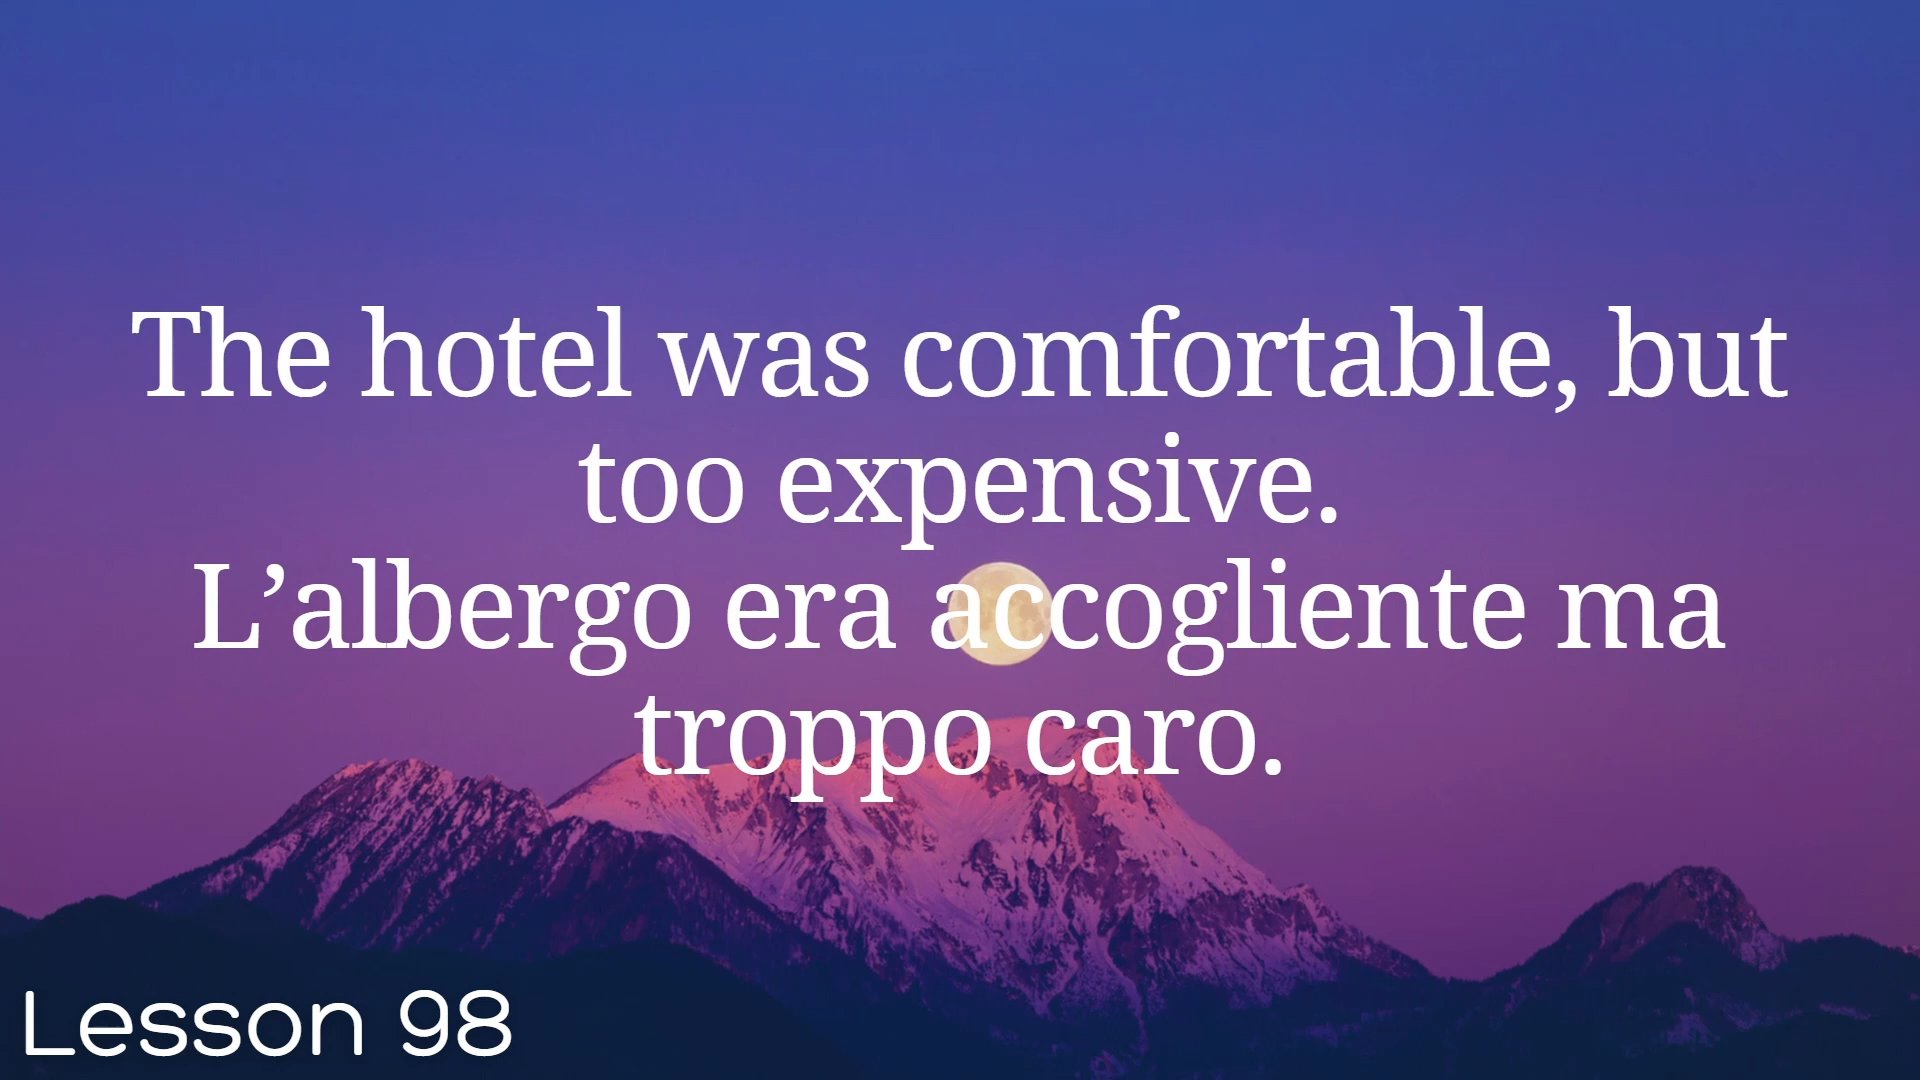 The hotel was comfortable, but
too expensive.
L’albergo era accogliente ma
troppo caro.
Lesson 98